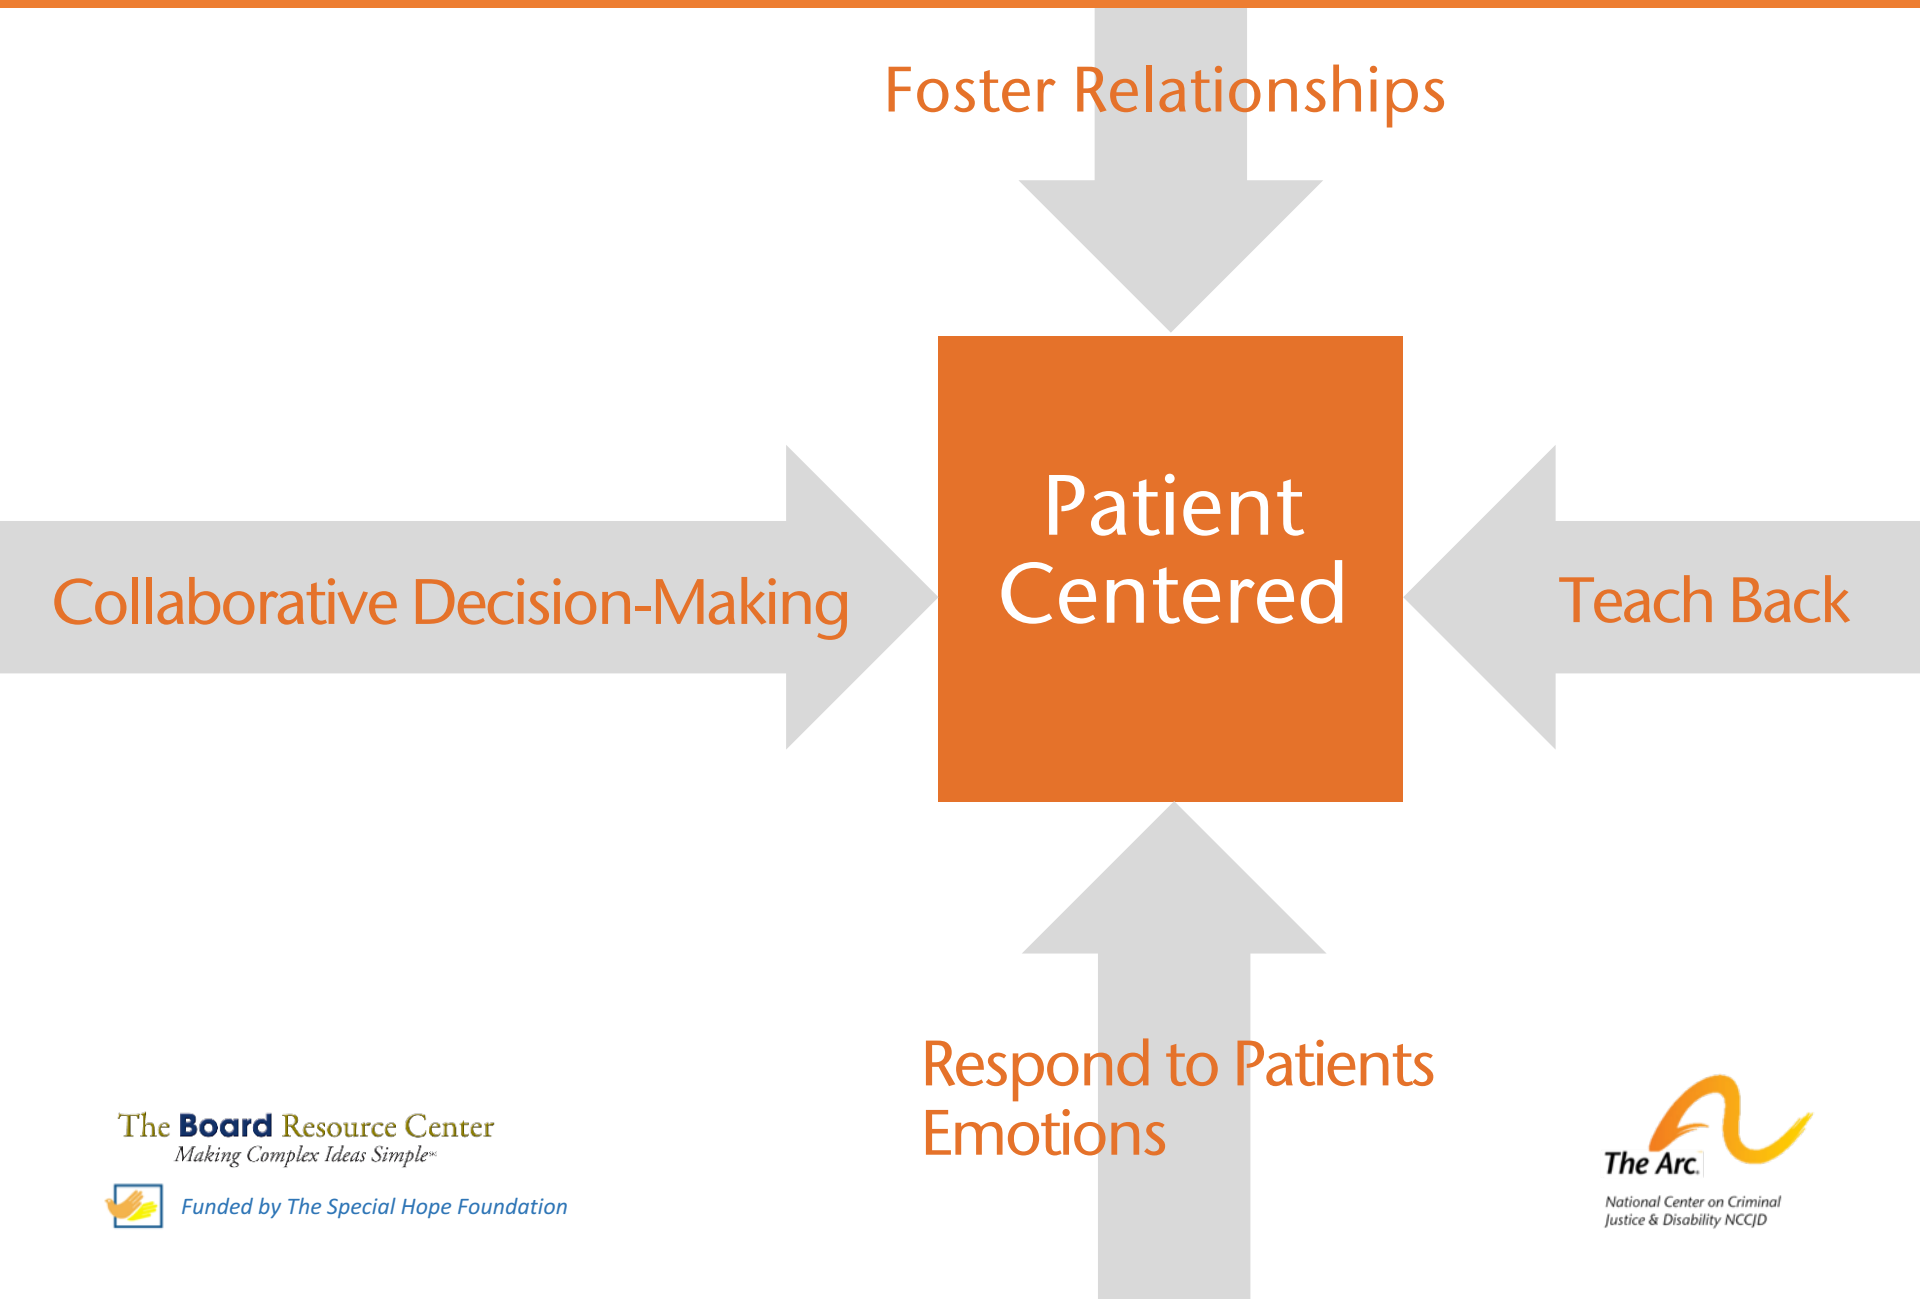 Foster Relationships
Patient
Centered
Collaborative Decision-Making
Teach Back
Respond to Patients
Emotions
The Board Resource Center
Making Complex Ideas Simple℠
Funded by The Special Hope Foundation
The Arc.
National Center on Criminal
Justice & Disability NCCJD